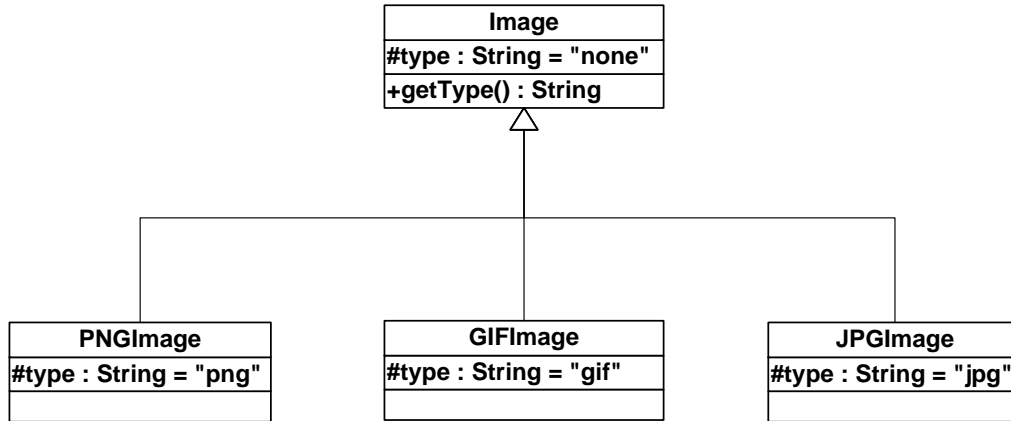 Image
#type : String = "none"
+getType() : String
PNGImage
#type : String = "png"
GIFImage
#type : String = "gif"
JPGImage
#type : String = "jpg"